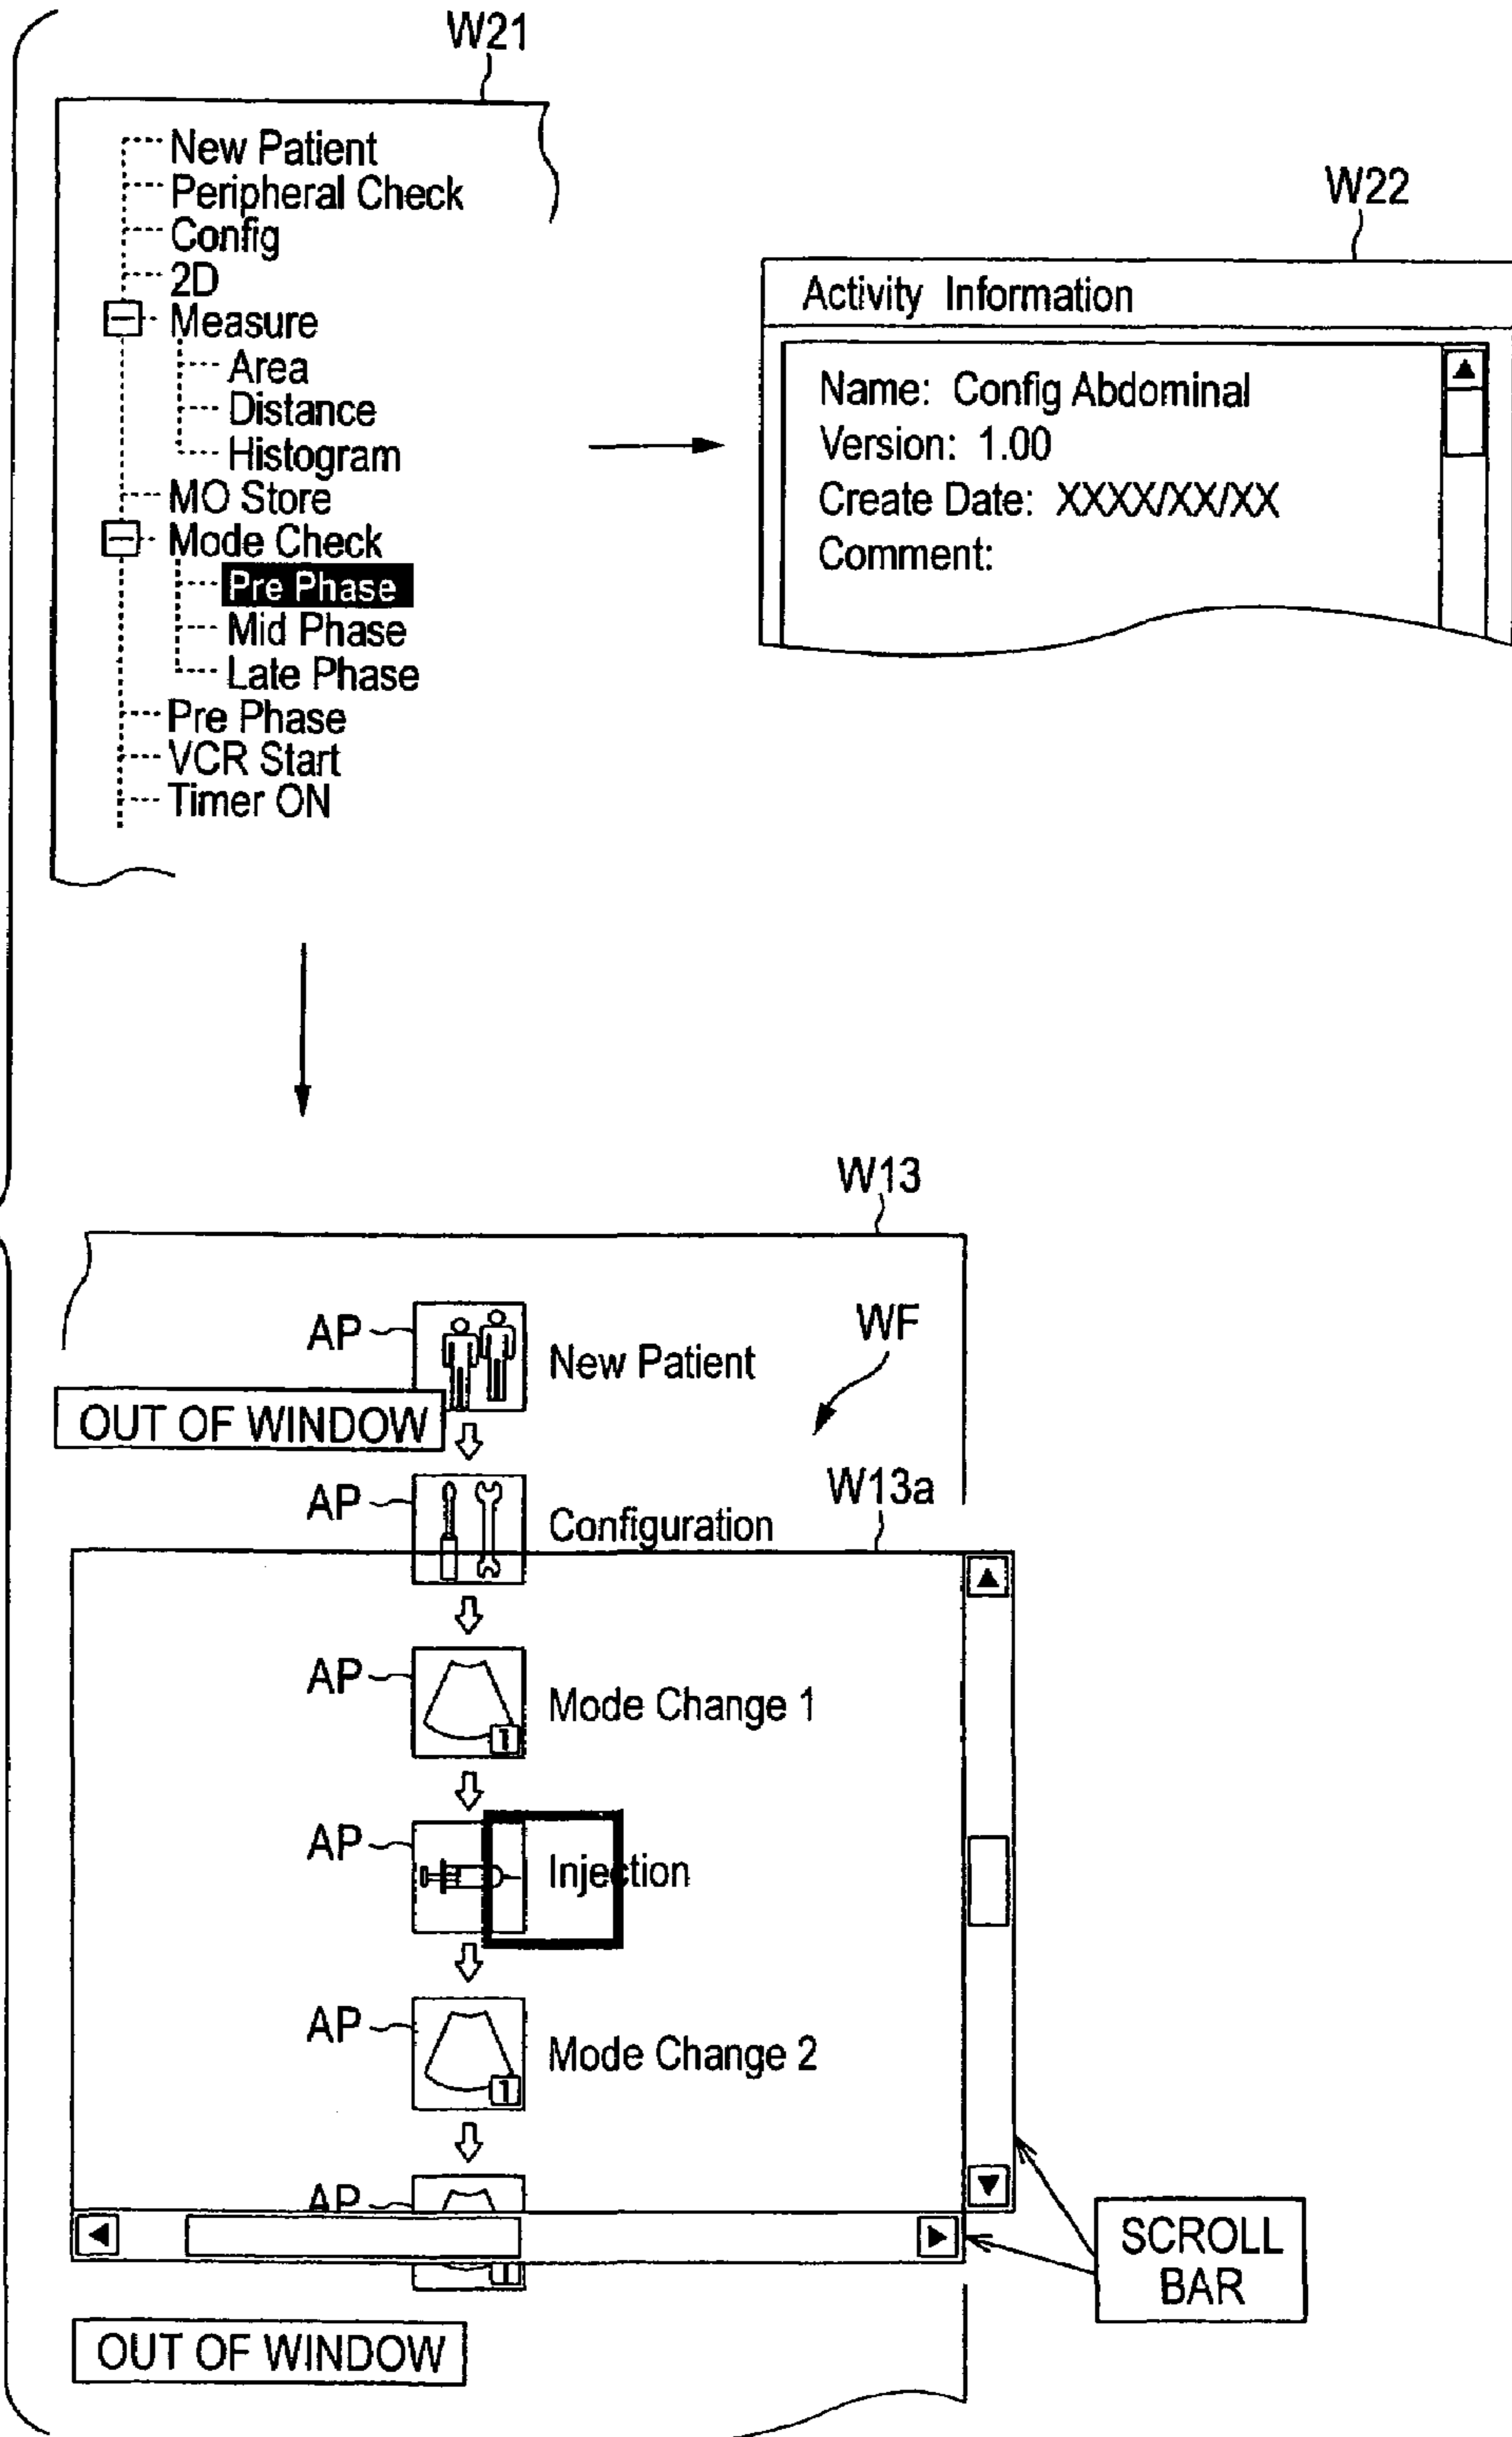 W21
New Patient
Peripheral Check
Config
2D
Measure
Area
Distance
Histogram
MO Store
Mode Check
Pre Phase
Mid Phase
Late Phase
Pre Phase
VCR Start
Timer ON
W22
Activity Information
Name: Config Abdominal
Version: 1.00
Create Date: XXXX/XX/XX
Comment:
W13
AP
New Patient
WF
OUT OF WINDOW
AP
Configuration
W13a
AP
Mode Change 1
1
AP
Injection
AP
Mode Change 2
1
AP
SCROLL
BAR
OUT OF WINDOW